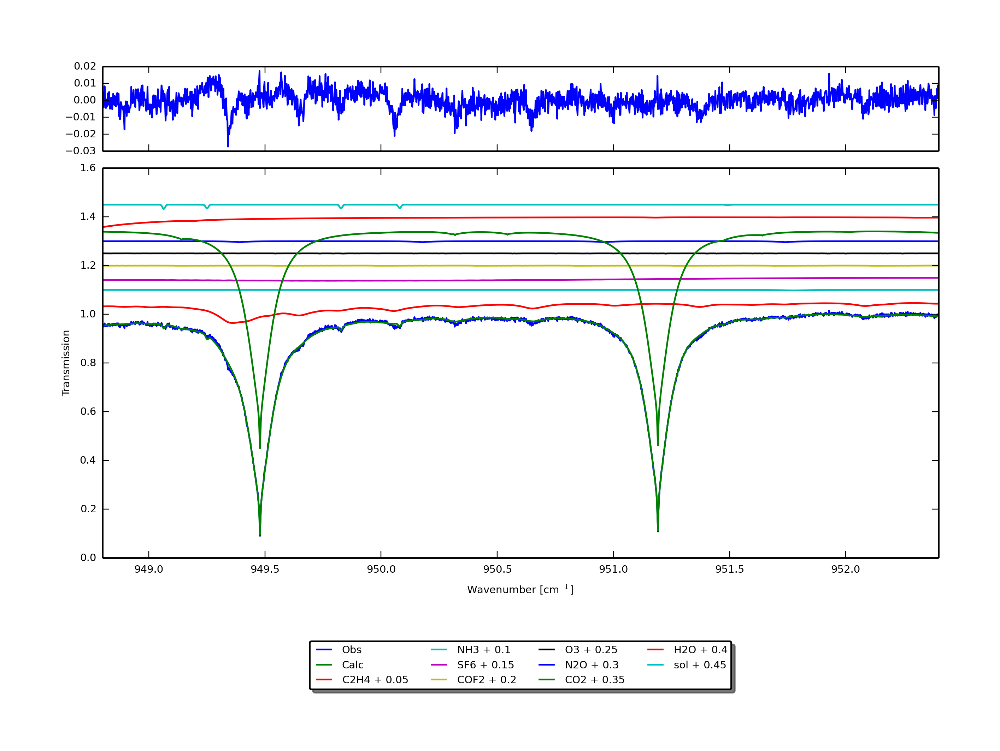 0.02
0.01
0.00
−0.01
−0.02
−0.03
1.6
1.4
1.2
1.0
0.8
0.6
0.4
0.2
0.0
Transmission
949.0 949.5 950.0 950.5 951.0 951.5 952.0
Wavenumber [cm⁻¹]
Obs NH3 + 0.1 O3 + 0.25 H2O + 0.4
Calc SF6 + 0.15 N2O + 0.3 sol + 0.45
C2H4 + 0.05 COF2 + 0.2 CO2 + 0.35